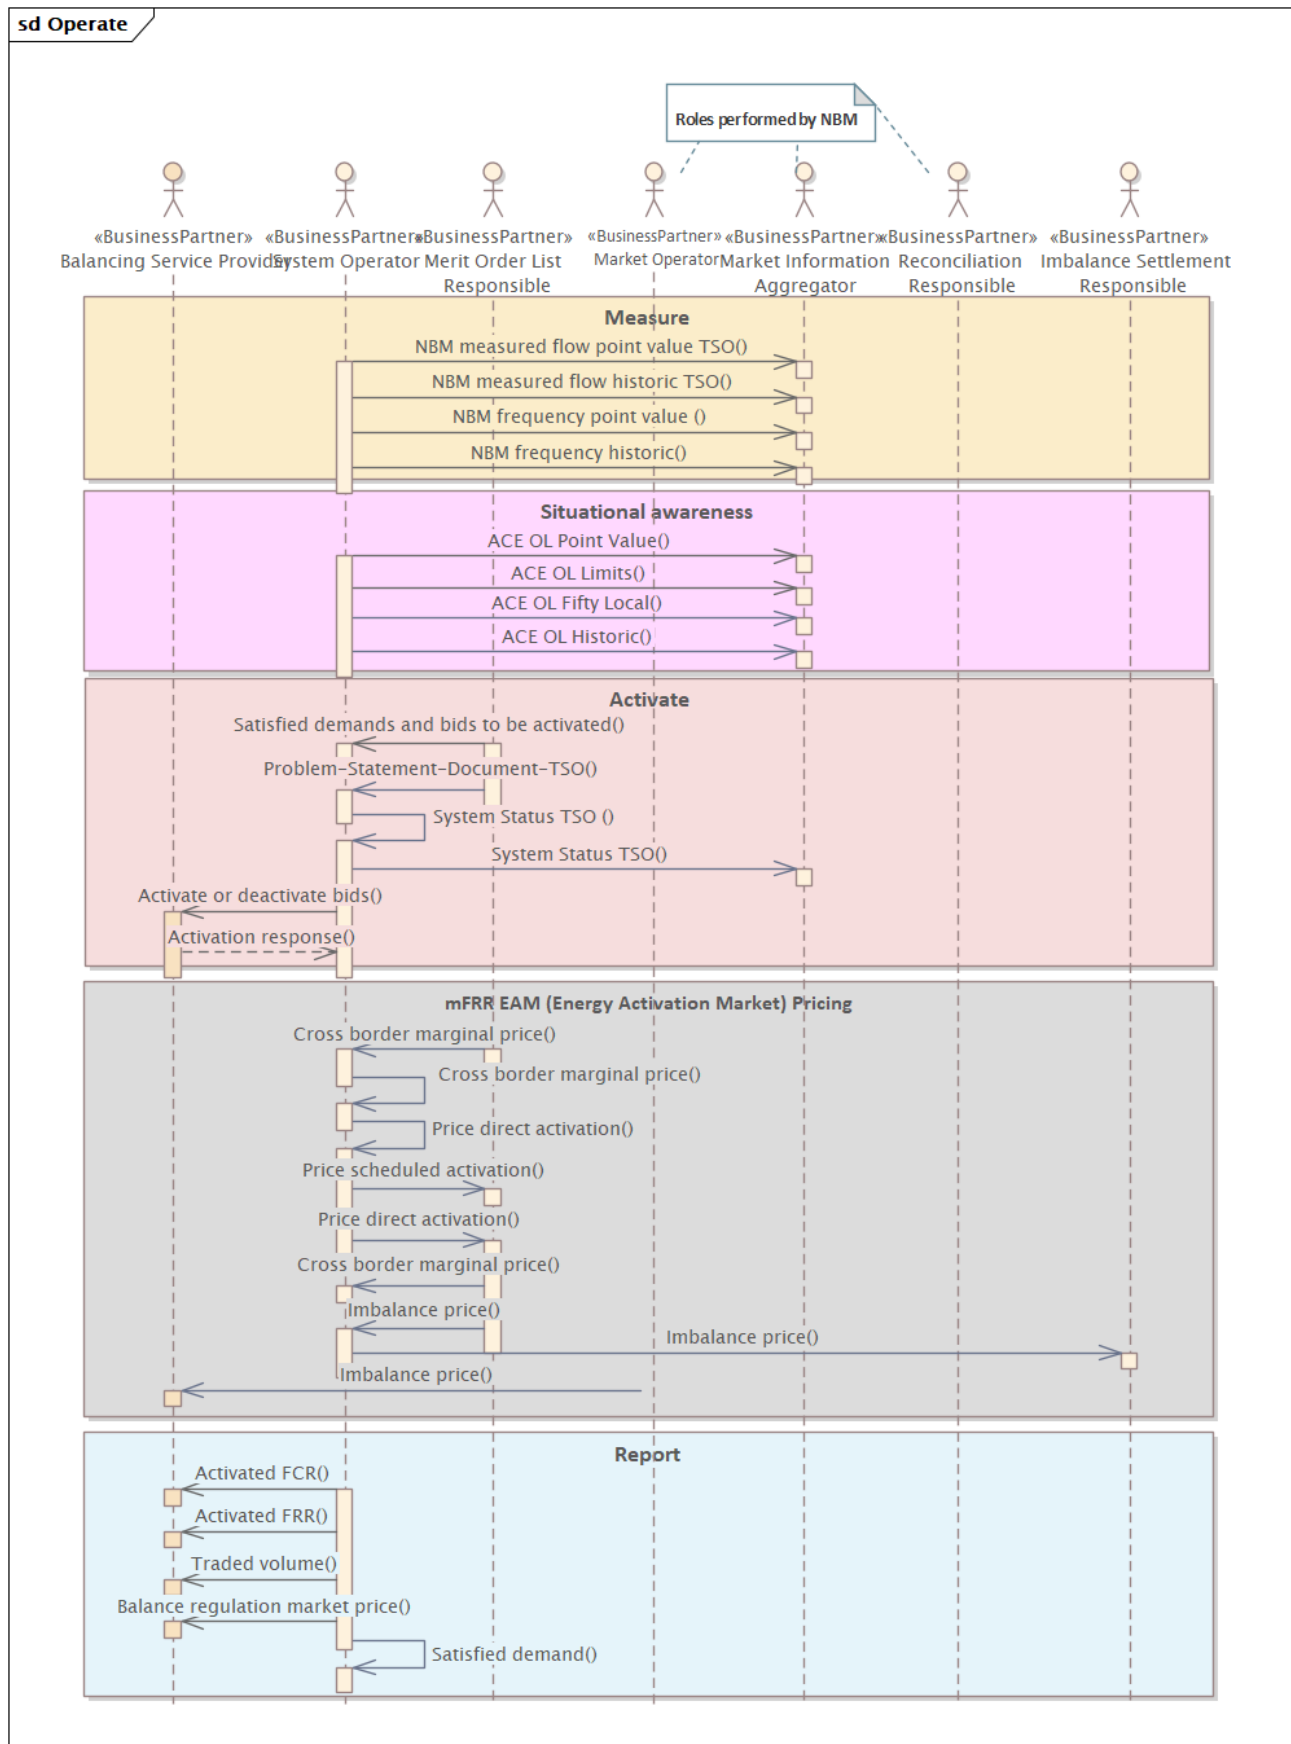 sd Operate
Roles performed by NBM
«BusinessPartner» «BusinessPartner» «BusinessPartner» «BusinessPartner» «BusinessPartner» «BusinessPartner» «BusinessPartner»
Balancing Service Provider System Operator Merit Order List Market Operator Market Information Reconciliation Imbalance Settlement
Responsible Aggregator Responsible Responsible
Measure
NBM measured flow point value TSO()
NBM measured flow historic TSO()
NBM frequency point value ()
NBM frequency historic()
Situational awareness
ACE OL Point Value()
ACE OL Limits()
ACE OL Fifty Local()
ACE OL Historic()
Activate
Satisfied demands and bids to be activated()
Problem-Statement-Document-TSO()
System Status TSO ()
System Status TSO()
Activate or deactivate bids()
Activation response()
mFRR EAM (Energy Activation Market) Pricing
Cross border marginal price()
Cross border marginal price()
Price direct activation()
Price scheduled activation()
Price direct activation()
Cross border marginal price()
Imbalance price()
Imbalance price()
Imbalance price()
Report
Activated FCR()
Activated FRR()
Traded volume()
Balance regulation market price()
Satisfied demand()